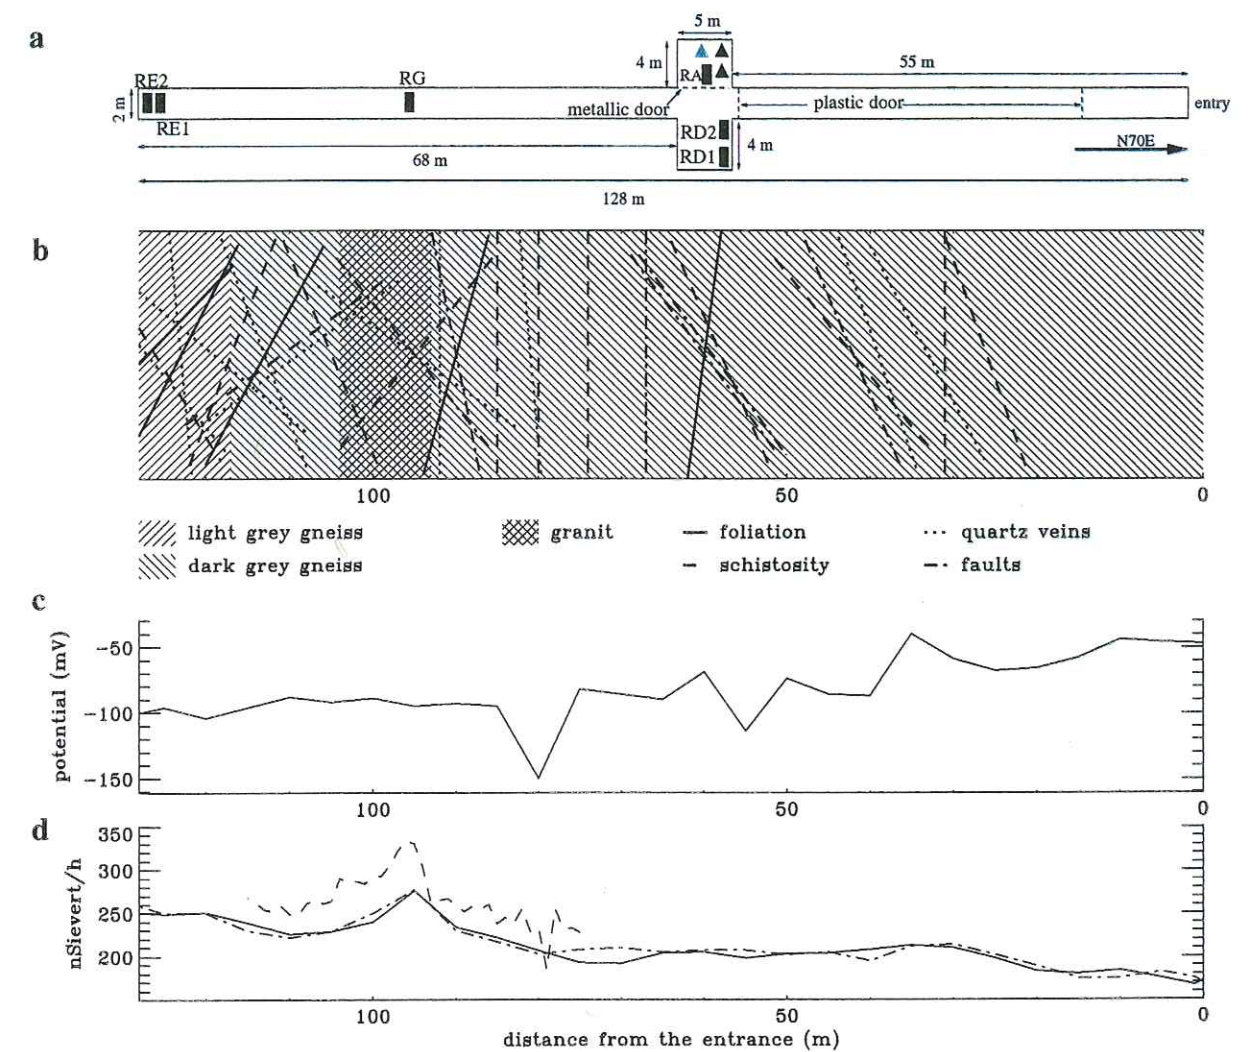 a
5 m
4 m
RA
55 m
RE2
RG
2 m
metallic door
plastic door
entry
RE1
RD2
RD1
4 m
N70E
68 m
128 m
b
100 50 0
light grey gneiss granit foliation quartz veins
dark grey gneiss schistosity faults
c
potential (mV)
-50
-100
-150
100 50 0
d
nSievert/h
350
300
250
200
100 50 0
distance from the entrance (m)